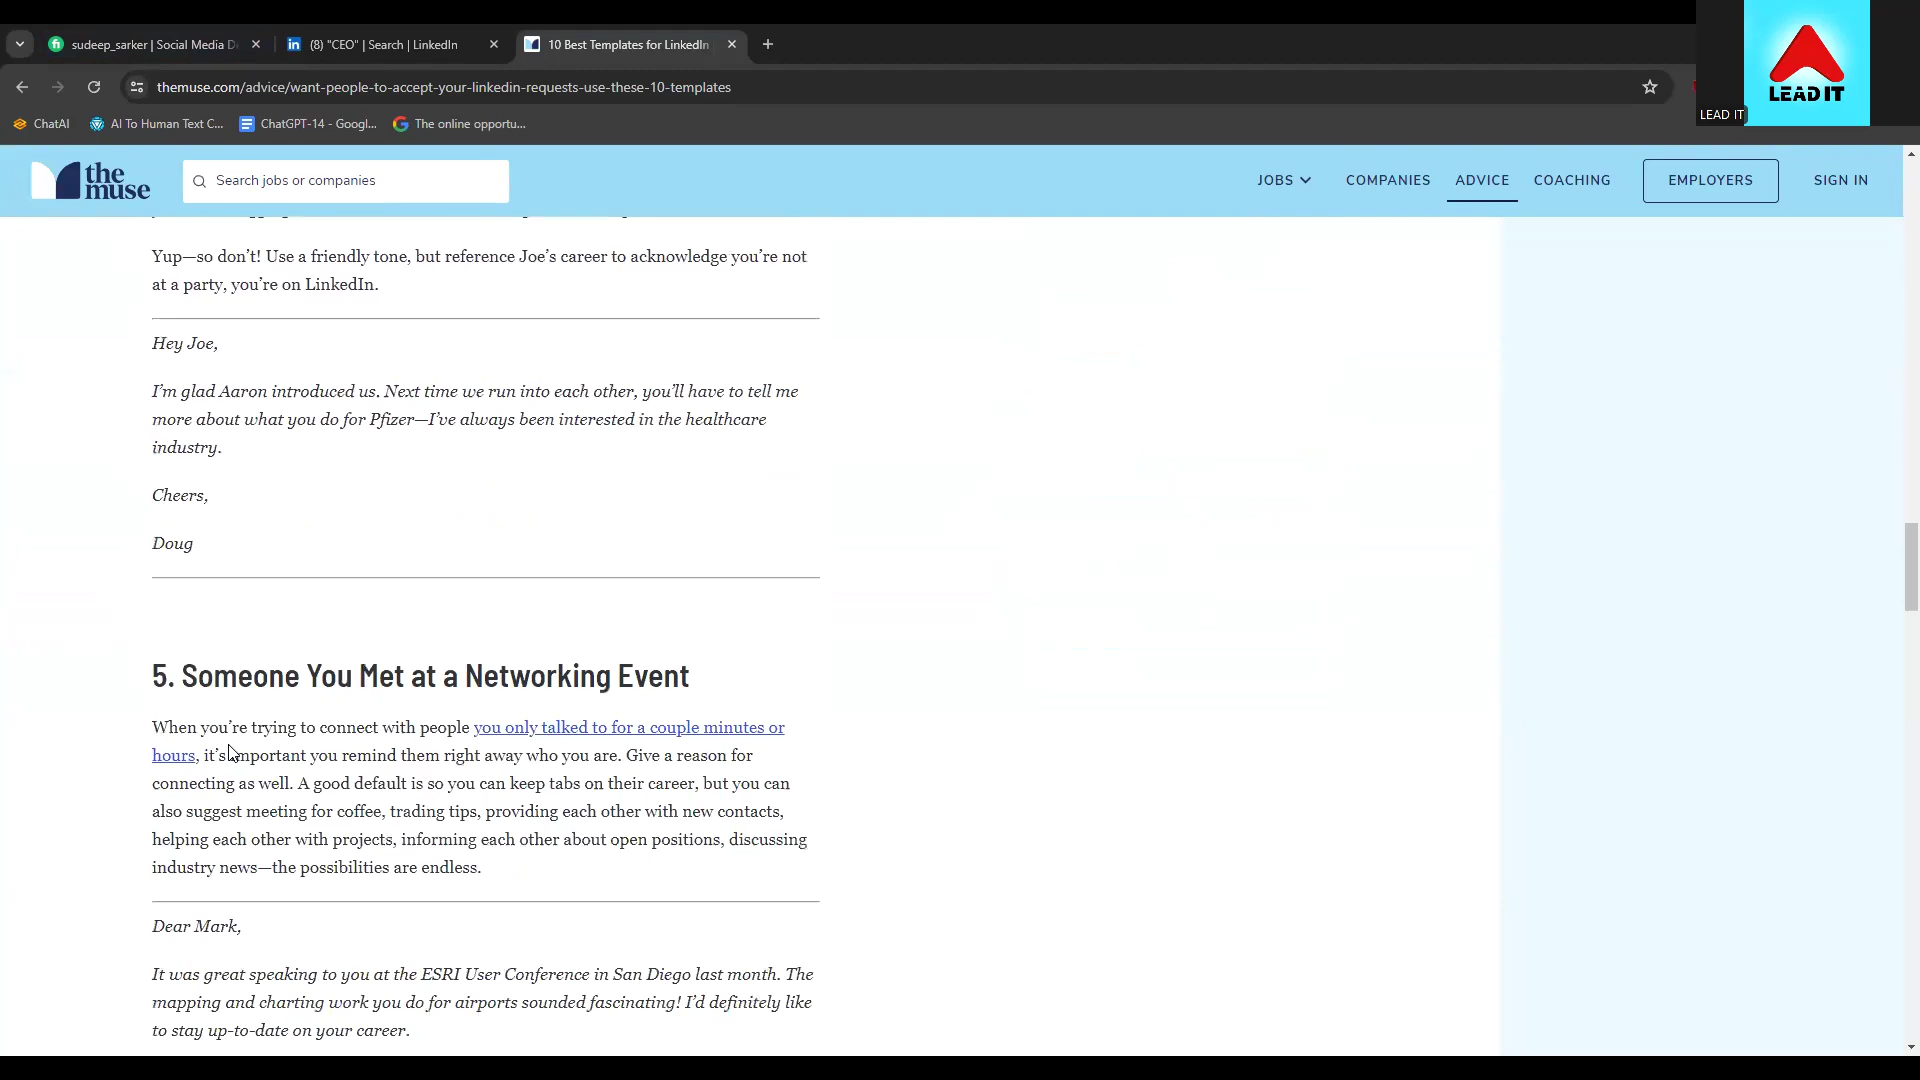 sudeep_sarker | Social Media D
(8) "CEO" | Search | LinkedIn
10 Best Templates for LinkedIn
themuse.com/advice/want-people-to-accept-your-linkedin-requests-use-these-10-templates
ChatAI
AI To Human Text C...
ChatGPT-14 - Googl...
The online opportu...
LEAD IT
LEAD IT
the muse
Search jobs or companies
JOBS
COMPANIES
ADVICE
COACHING
EMPLOYERS
SIGN IN
Yup—so don’t! Use a friendly tone, but reference Joe’s career to acknowledge you’re not
at a party, you’re on LinkedIn.
Hey Joe,
I’m glad Aaron introduced us. Next time we run into each other, you’ll have to tell me
more about what you do for Pfizer—I’ve always been interested in the healthcare
industry.
Cheers,
Doug
5. Someone You Met at a Networking Event
When you’re trying to connect with people you only talked to for a couple minutes or
hours, it’s important you remind them right away who you are. Give a reason for
connecting as well. A good default is so you can keep tabs on their career, but you can
also suggest meeting for coffee, trading tips, providing each other with new contacts,
helping each other with projects, informing each other about open positions, discussing
industry news—the possibilities are endless.
Dear Mark,
It was great speaking to you at the ESRI User Conference in San Diego last month. The
mapping and charting work you do for airports sounded fascinating! I’d definitely like
to stay up-to-date on your career.